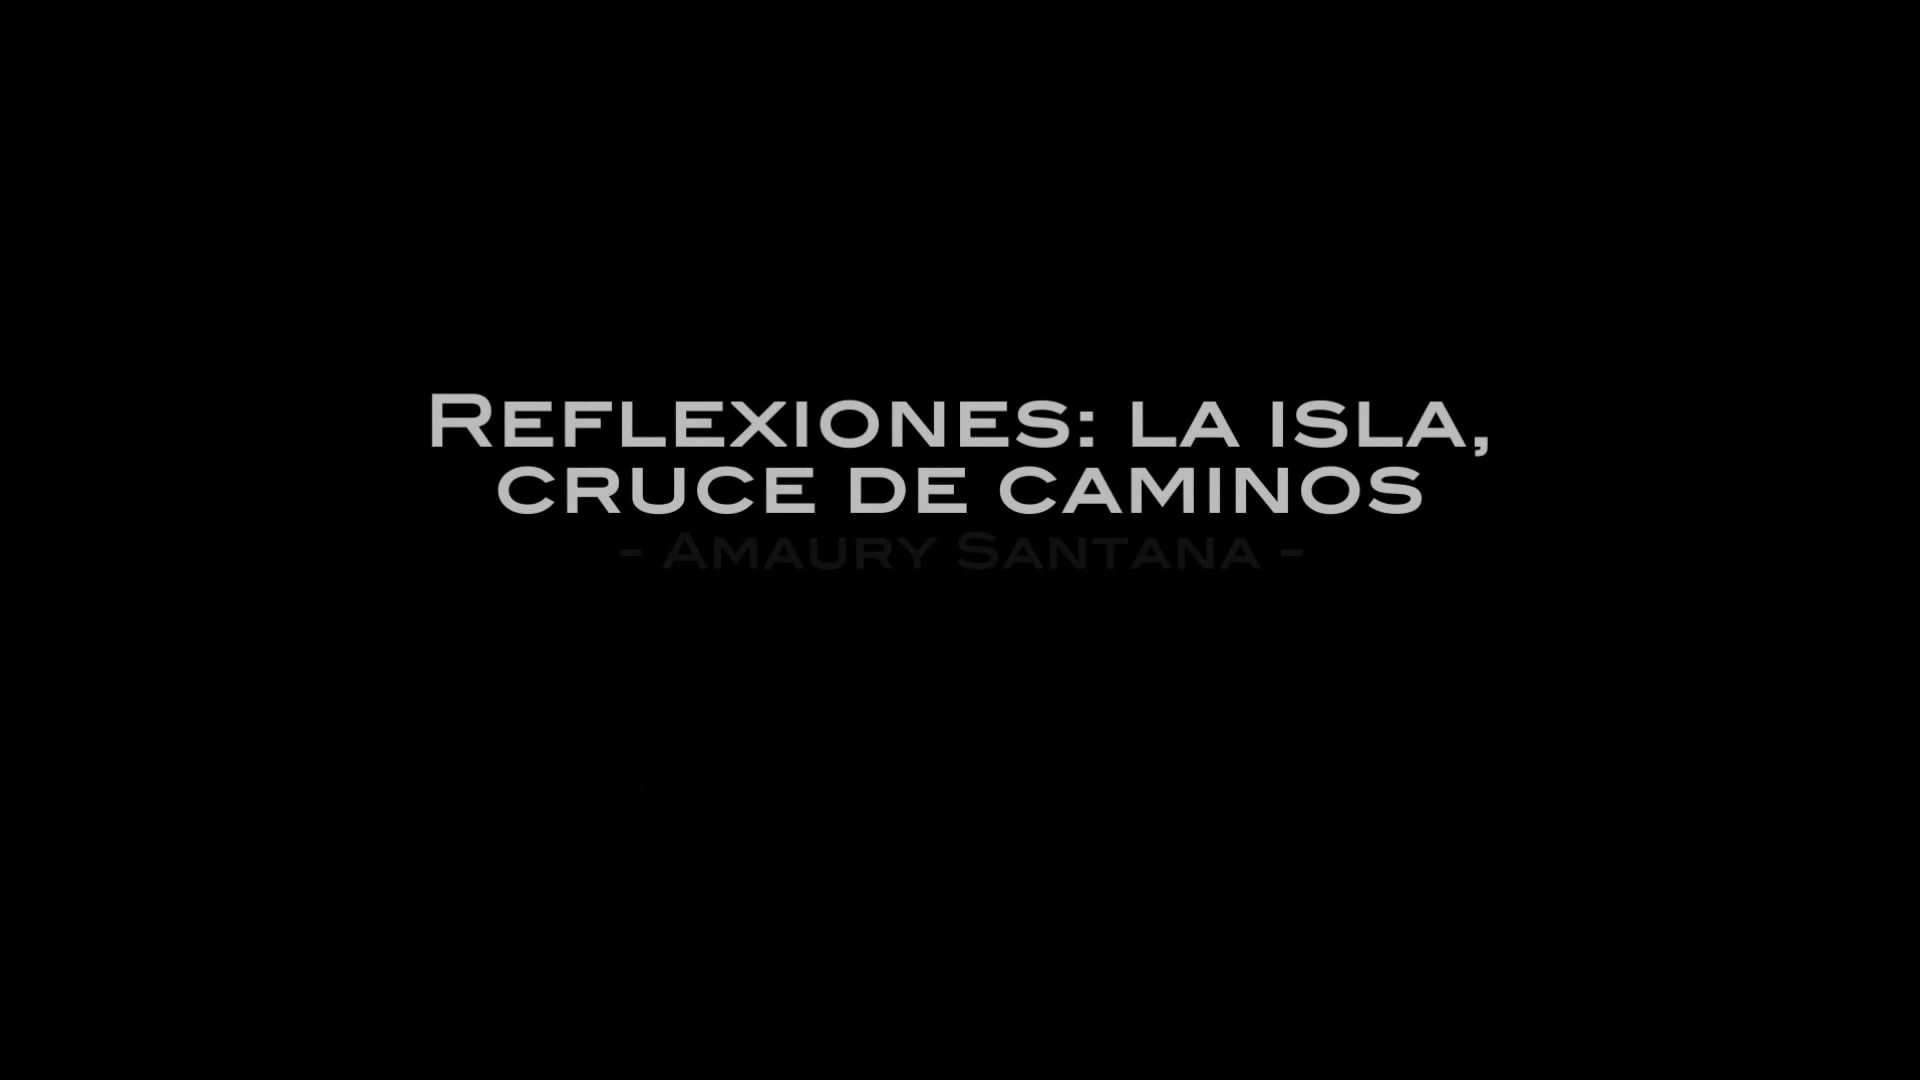 Reflexiones: la isla,
cruce de caminos
- Amaury Santana -